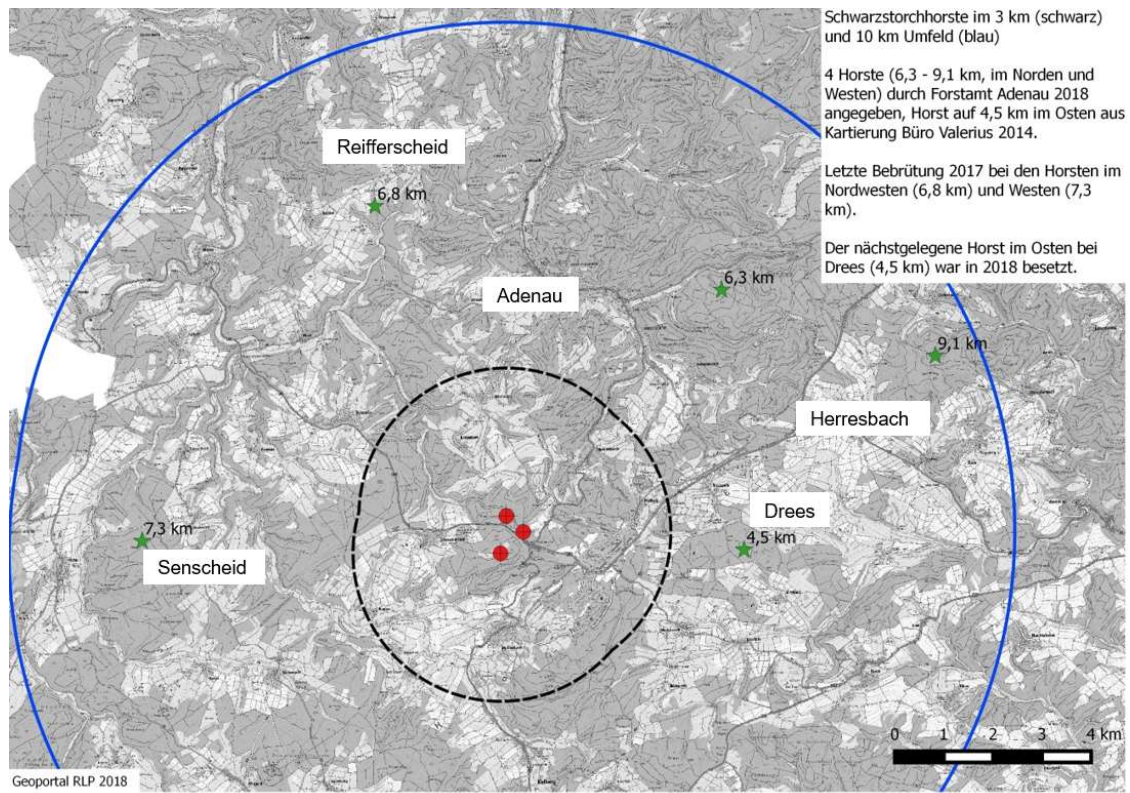 Schwarzstorchhorste im 3 km (schwarz)
und 10 km Umfeld (blau)
4 Horste (6,3 - 9,1 km, im Norden und
Westen) durch Forstamt Adenau 2018
angegeben, Horst auf 4,5 km im Osten aus
Kartierung Büro Valerius 2014.
Letzte Bebrütung 2017 bei den Horsten im
Nordwesten (6,8 km) und Westen (7,3
km).
Der nächstgelegene Horst im Osten bei
Drees (4,5 km) war in 2018 besetzt.
Reifferscheid
6,8 km
Adenau
6,3 km
9,1 km
Herresbach
Drees
7,3 km
4,5 km
Senscheid
0 1 2 3 4 km
Geoportal RLP 2018